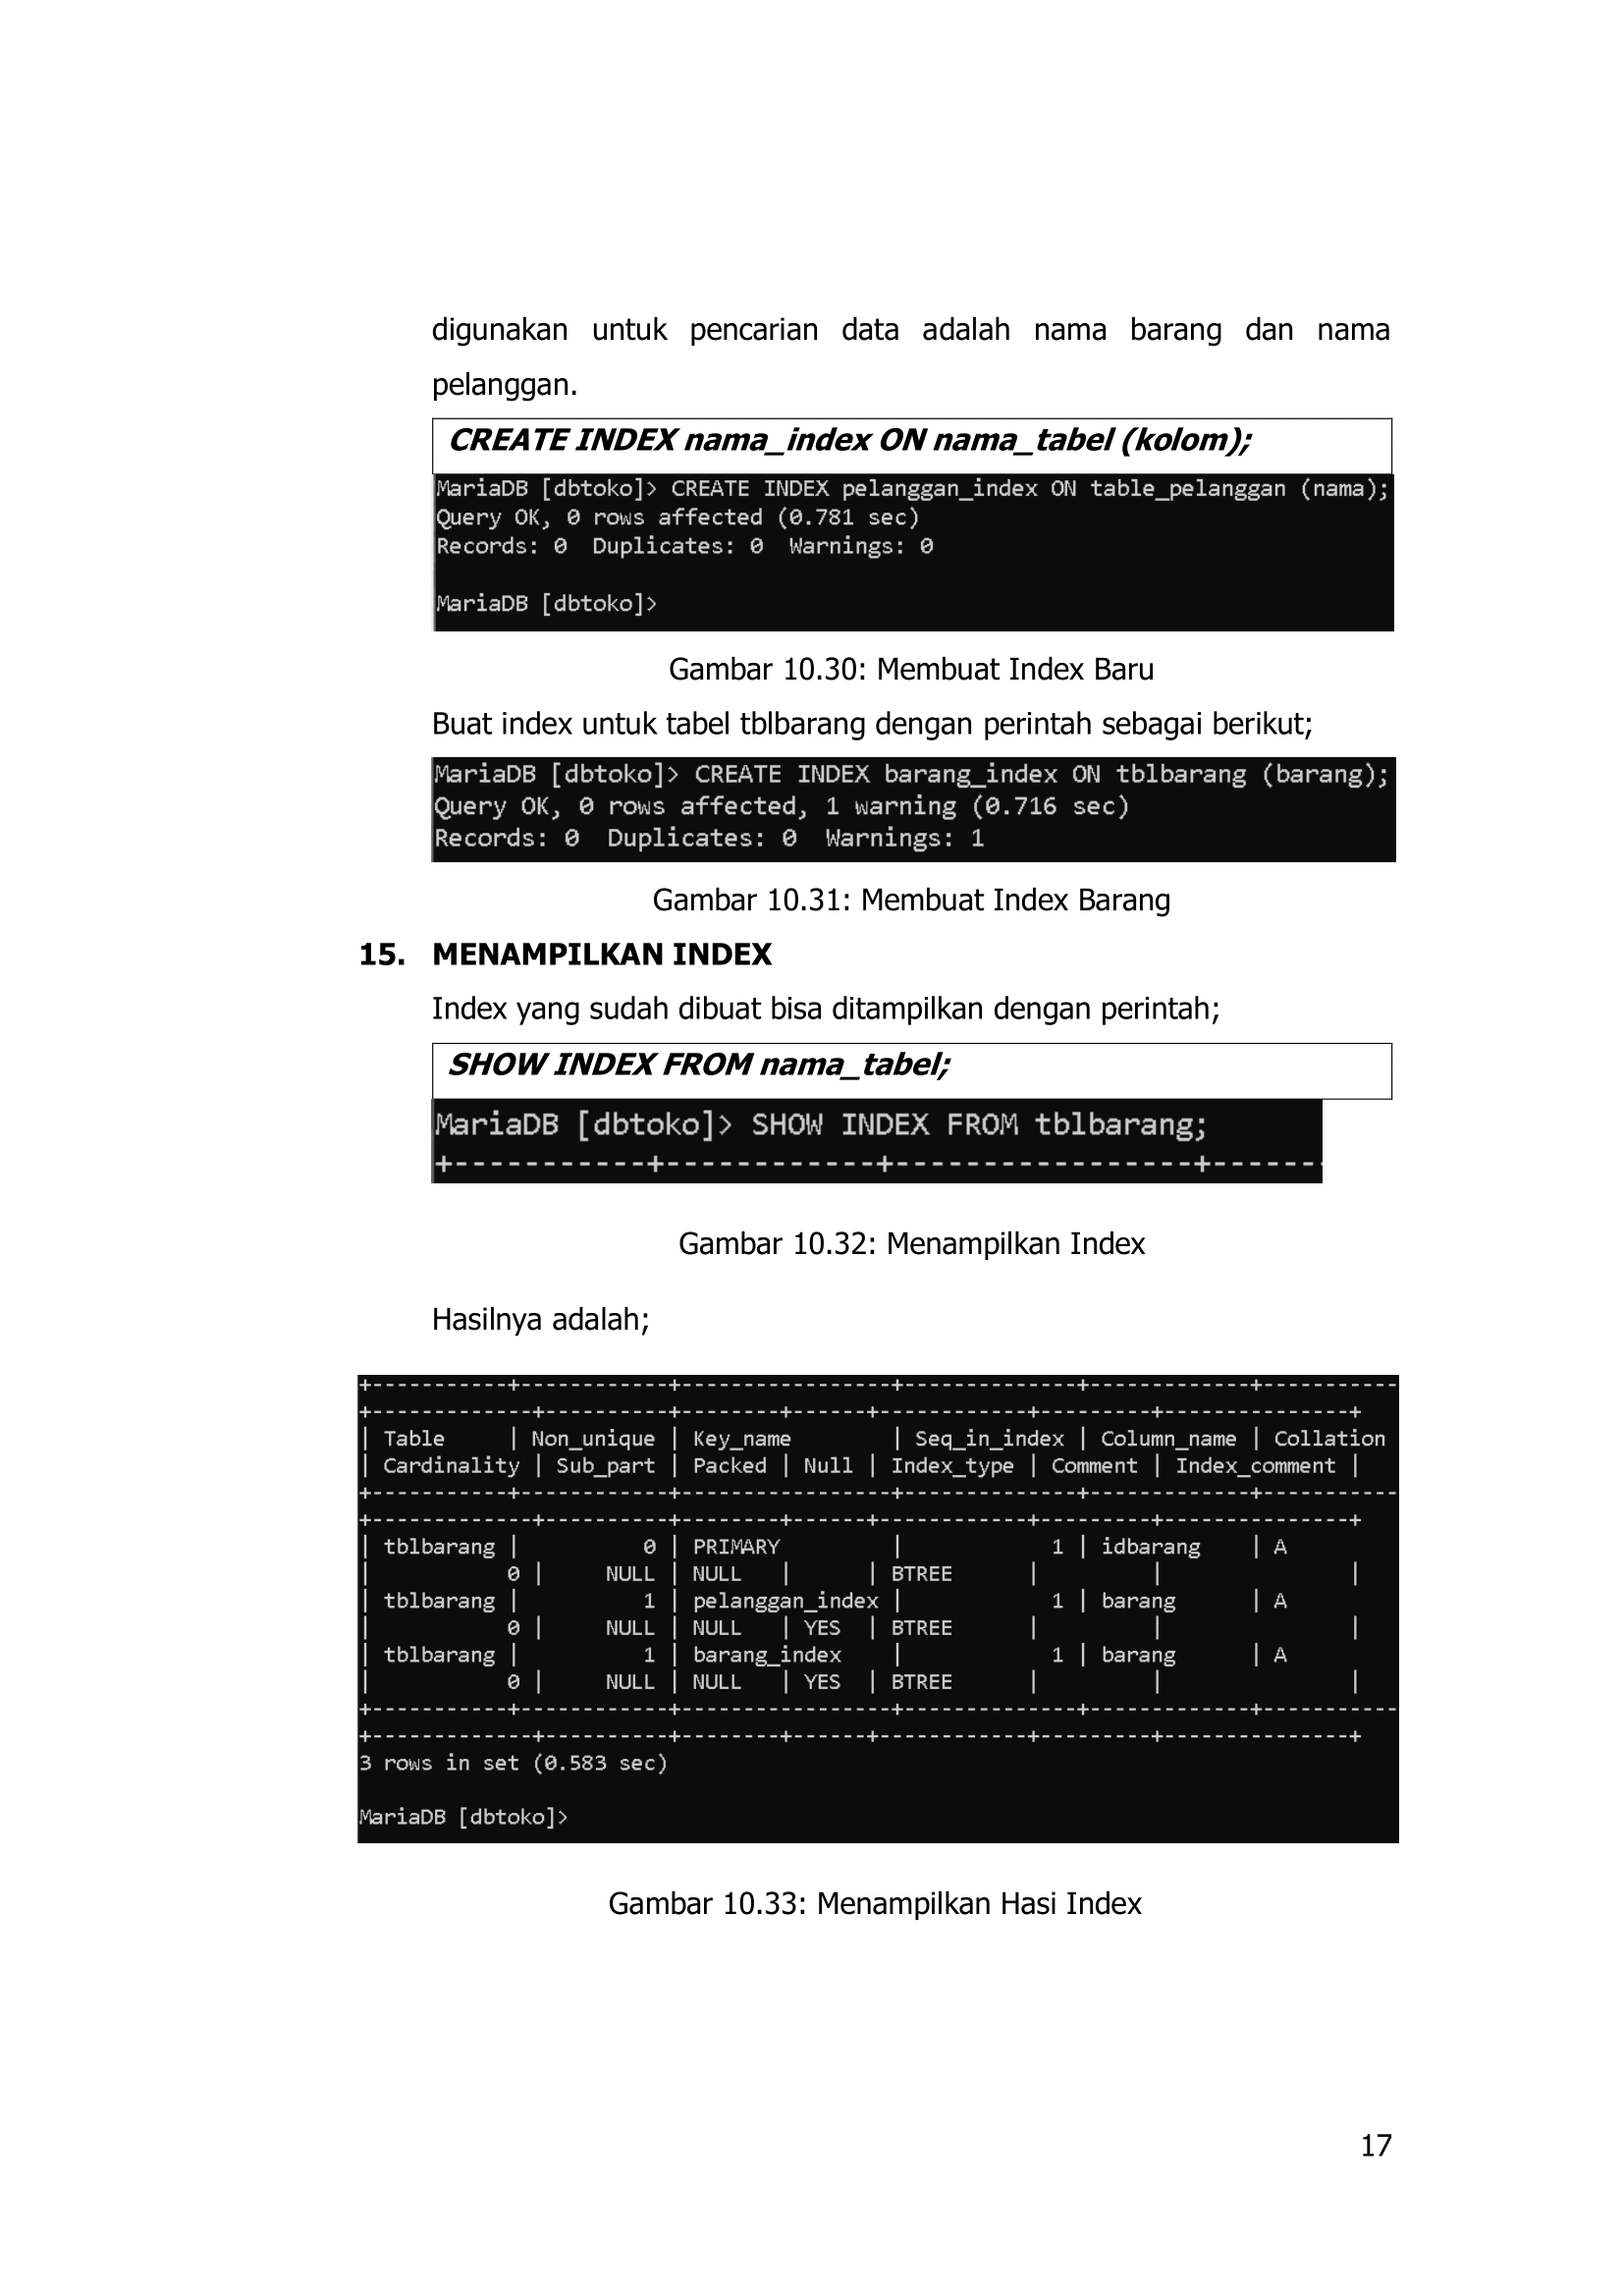 digunakan untuk pencarian data adalah nama barang dan nama
pelanggan.
CREATE INDEX nama_index ON nama_tabel (kolom);
MariaDB [dbtoko]> CREATE INDEX pelanggan_index ON table_pelanggan (nama);
Query OK, 0 rows affected (0.781 sec)
Records: 0  Duplicates: 0  Warnings: 0
MariaDB [dbtoko]>
Gambar 10.30: Membuat Index Baru
Buat index untuk tabel tblbarang dengan perintah sebagai berikut;
MariaDB [dbtoko]> CREATE INDEX barang_index ON tblbarang (barang);
Query OK, 0 rows affected, 1 warning (0.716 sec)
Records: 0  Duplicates: 0  Warnings: 1
Gambar 10.31: Membuat Index Barang
15. MENAMPILKAN INDEX
Index yang sudah dibuat bisa ditampilkan dengan perintah;
SHOW INDEX FROM nama_tabel;
MariaDB [dbtoko]> SHOW INDEX FROM tblbarang;
+-----------+------------+-----------------+------
Gambar 10.32: Menampilkan Index
Hasilnya adalah;
+-----------+------------+-----------------+--------------+-------------+-----------
+-------------+----------+--------+------+------------+---------+---------------+
| Table     | Non_unique | Key_name        | Seq_in_index | Column_name | Collation
| Cardinality | Sub_part | Packed | Null | Index_type | Comment | Index_comment |
+-----------+------------+-----------------+--------------+-------------+-----------
+-------------+----------+--------+------+------------+---------+---------------+
| tblbarang |          0 | PRIMARY         |            1 | idbarang    | A
|           0 |     NULL | NULL   |      | BTREE      |         |               |
| tblbarang |          1 | pelanggan_index |            1 | barang      | A
|           0 |     NULL | NULL   | YES  | BTREE      |         |               |
| tblbarang |          1 | barang_index    |            1 | barang      | A
|           0 |     NULL | NULL   | YES  | BTREE      |         |               |
+-----------+------------+-----------------+--------------+-------------+-----------
+-------------+----------+--------+------+------------+---------+---------------+
3 rows in set (0.583 sec)
MariaDB [dbtoko]>
Gambar 10.33: Menampilkan Hasi Index
17